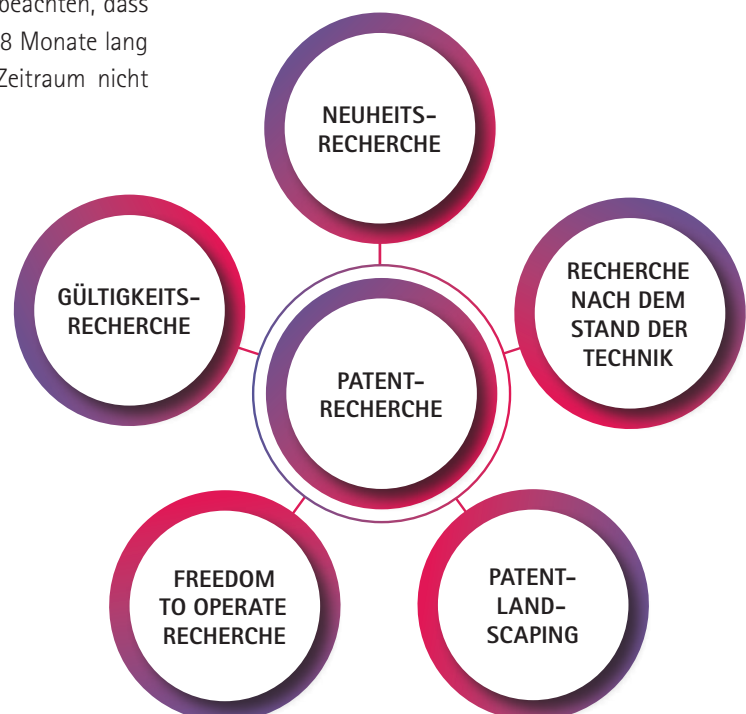 beachten, dass
8 Monate lang
Zeitraum nicht
NEUHEITS-
RECHERCHE
GÜLTIGKEITS-
RECHERCHE
RECHERCHE
NACH DEM
STAND DER
TECHNIK
PATENT-
RECHERCHE
FREEDOM
TO OPERATE
RECHERCHE
PATENT-
LAND-
SCAPING